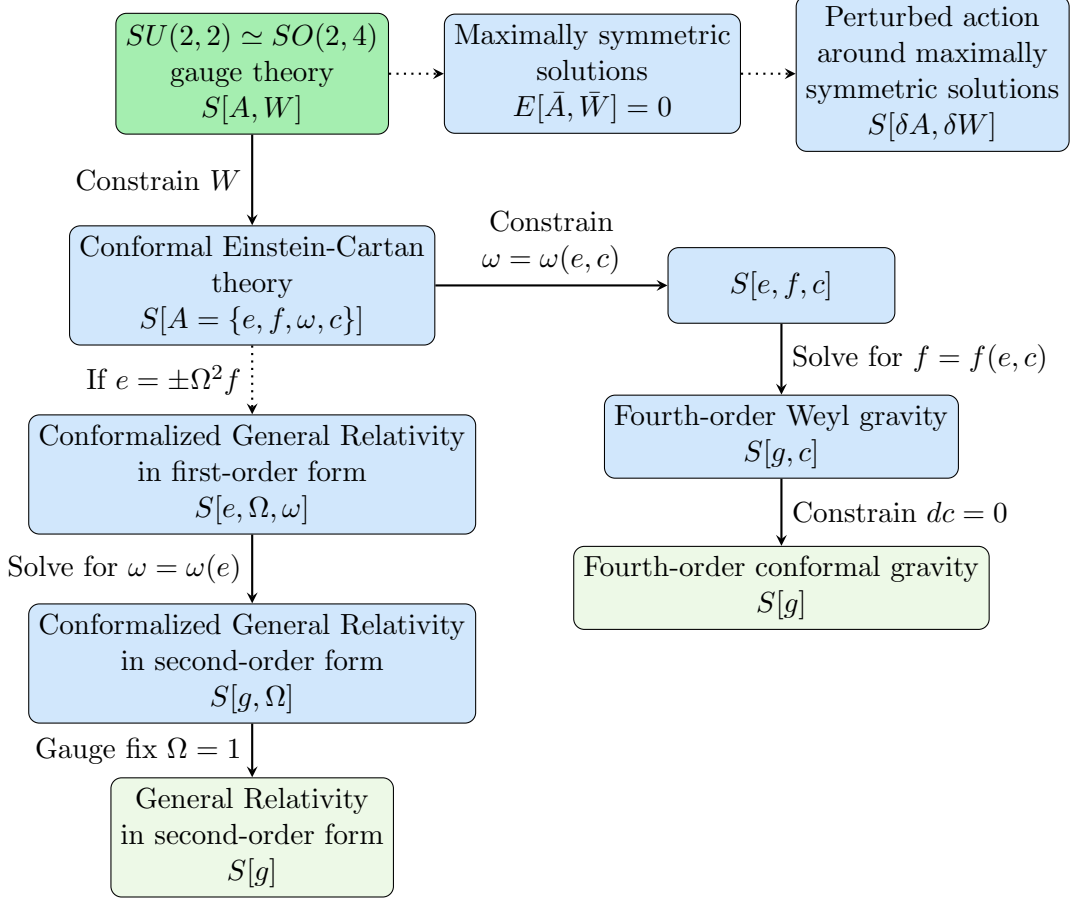 SU(2, 2) ≃ SO(2, 4)
gauge theory
S[A, W]
Maximally symmetric
solutions
E[Ā, W̄] = 0
Perturbed action
around maximally
symmetric solutions
S[δA, δW]
Constrain W
Conformal Einstein-Cartan
theory
S[A = {e, f, ω, c}]
Constrain
ω = ω(e, c)
S[e, f, c]
If e = ±Ω²f
Solve for f = f(e, c)
Conformalized General Relativity
in first-order form
S[e, Ω, ω]
Fourth-order Weyl gravity
S[g, c]
Solve for ω = ω(e)
Constrain dc = 0
Conformalized General Relativity
in second-order form
S[g, Ω]
Fourth-order conformal gravity
S[g]
Gauge fix Ω = 1
General Relativity
in second-order form
S[g]